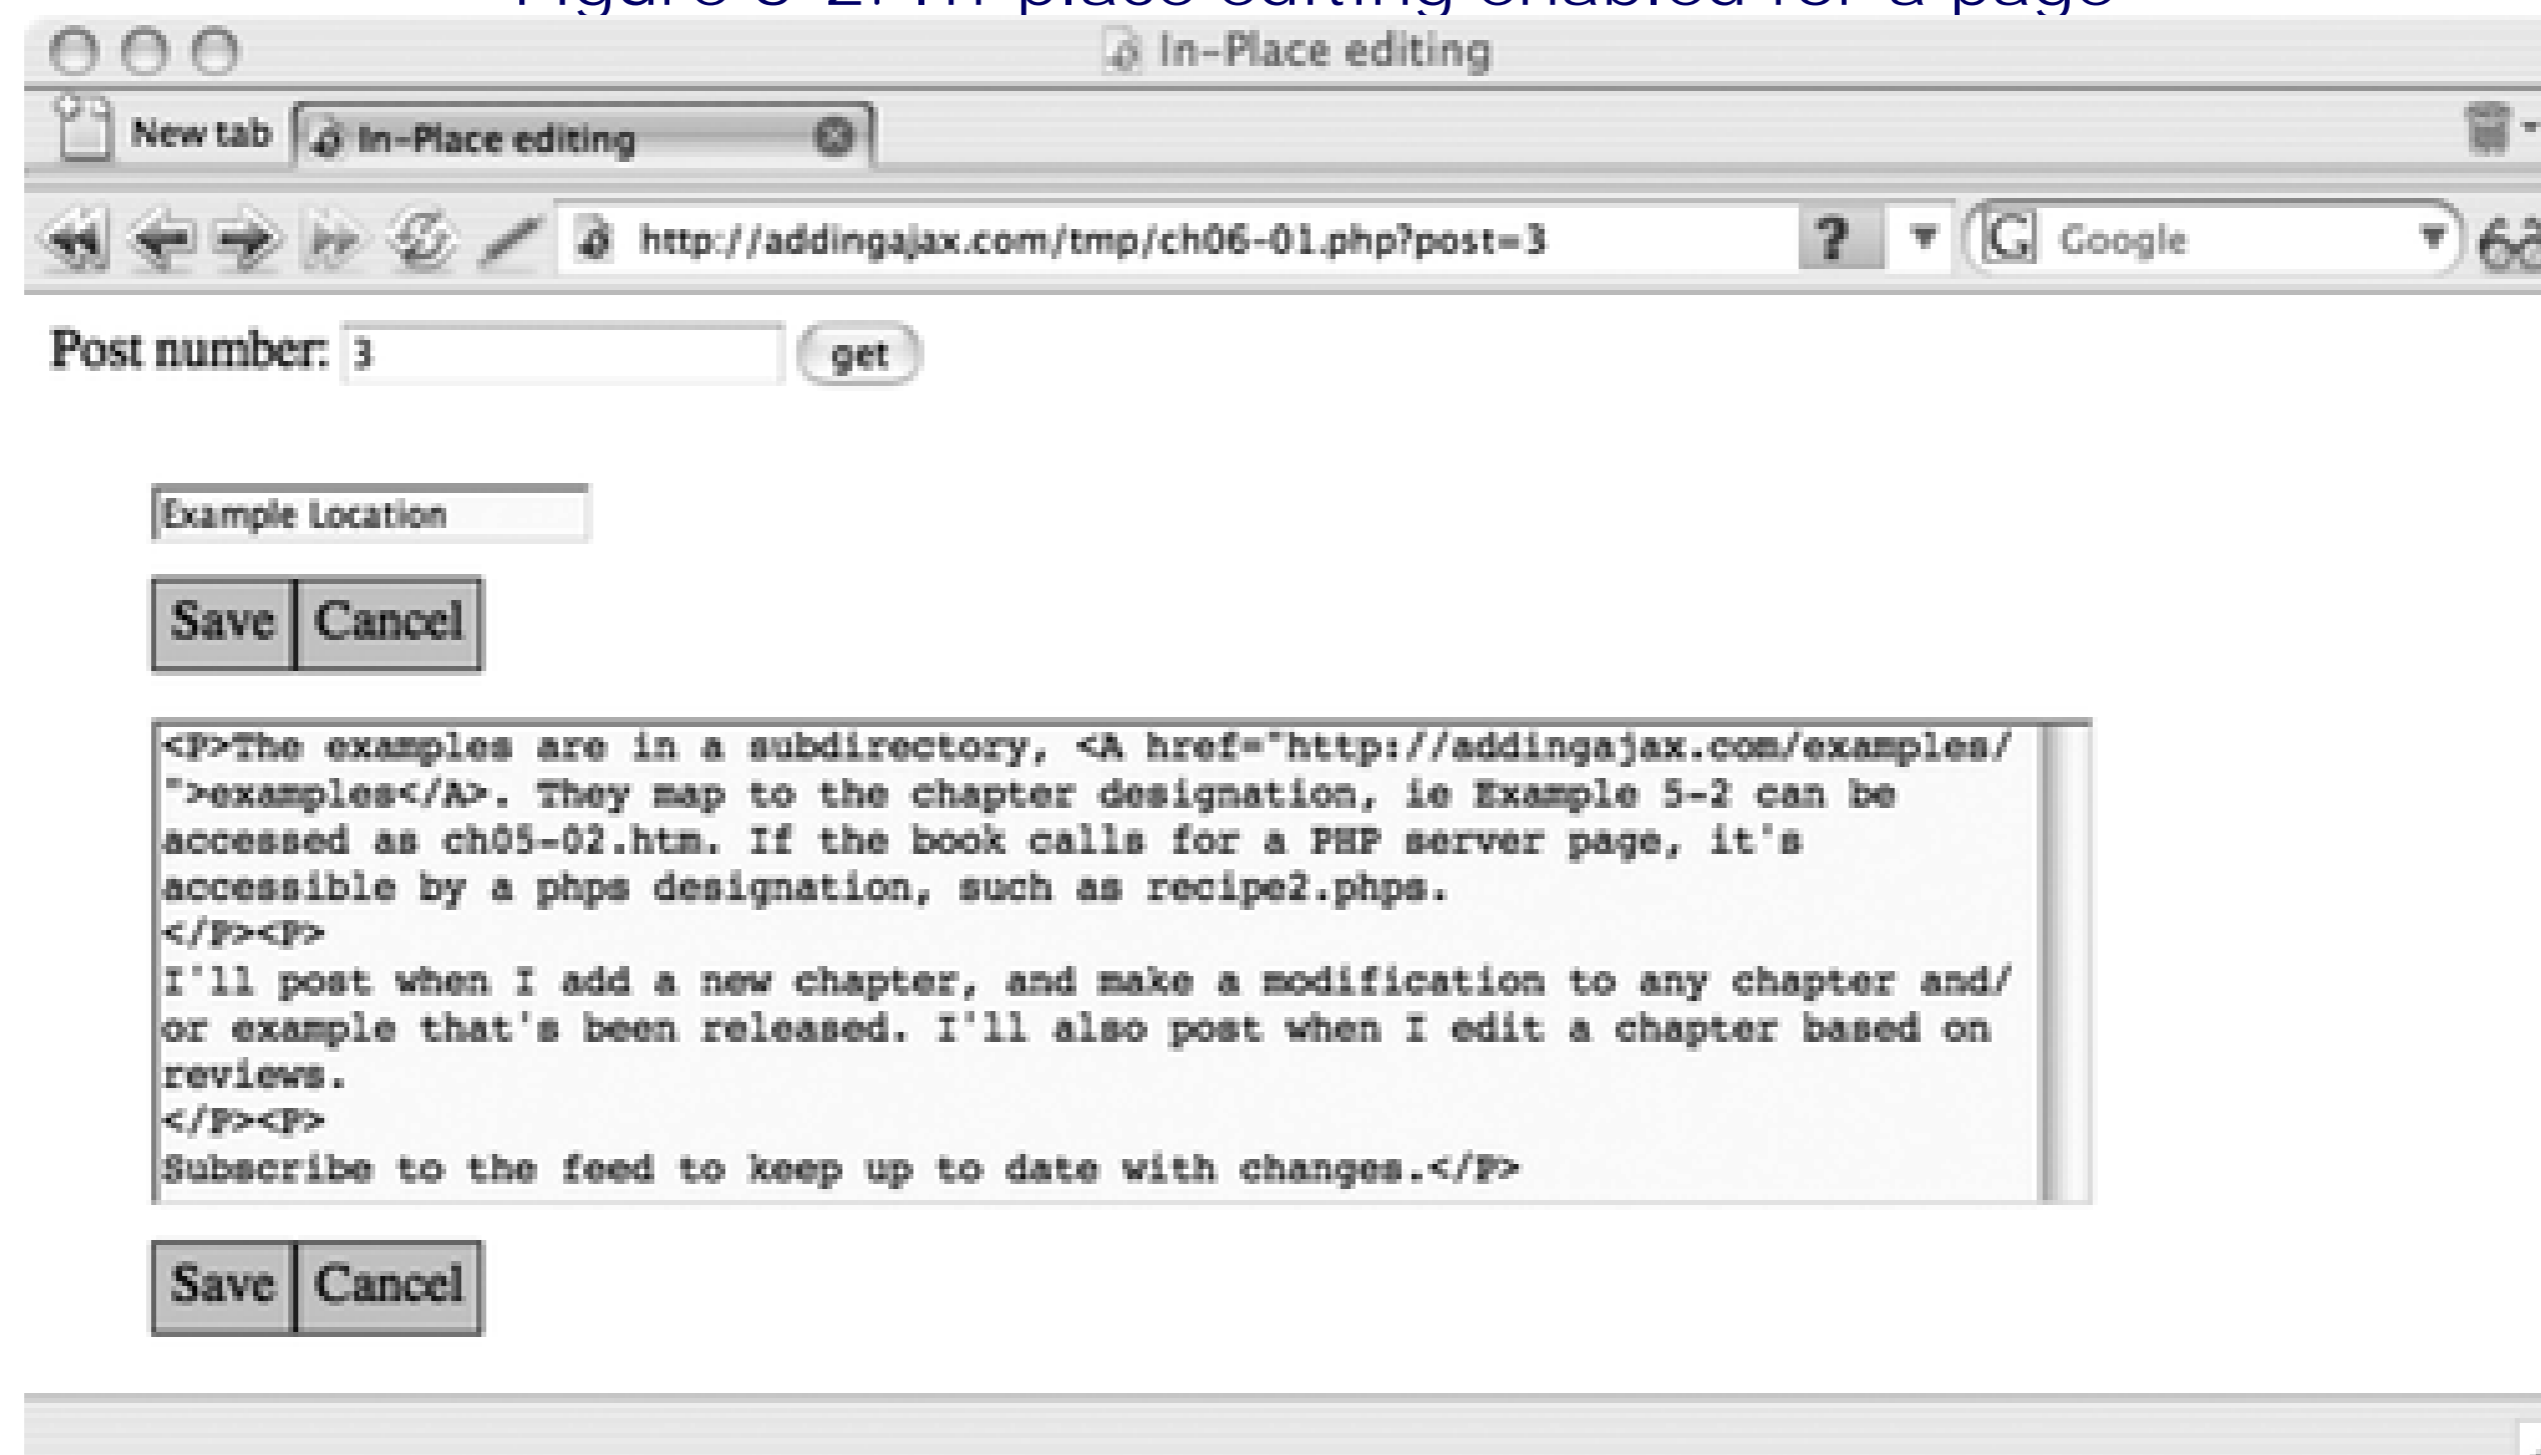 In-Place editing
New tab In-Place editing
http://addingajax.com/tmp/ch06-01.php?post=3 ? G Google
Post number: 3 get
Example Location
Save Cancel
<P>The examples are in a subdirectory, <A href="http://addingajax.com/examples/
">examples</A>. They map to the chapter designation, ie Example 5-2 can be
accessed as ch05-02.htm. If the book calls for a PHP server page, it's
accessible by a phps designation, such as recipe2.phps.
</P><P>
I'll post when I add a new chapter, and make a modification to any chapter and/
or example that's been released. I'll also post when I edit a chapter based on
reviews.
</P><P>
Subscribe to the feed to keep up to date with changes.</P>
Save Cancel